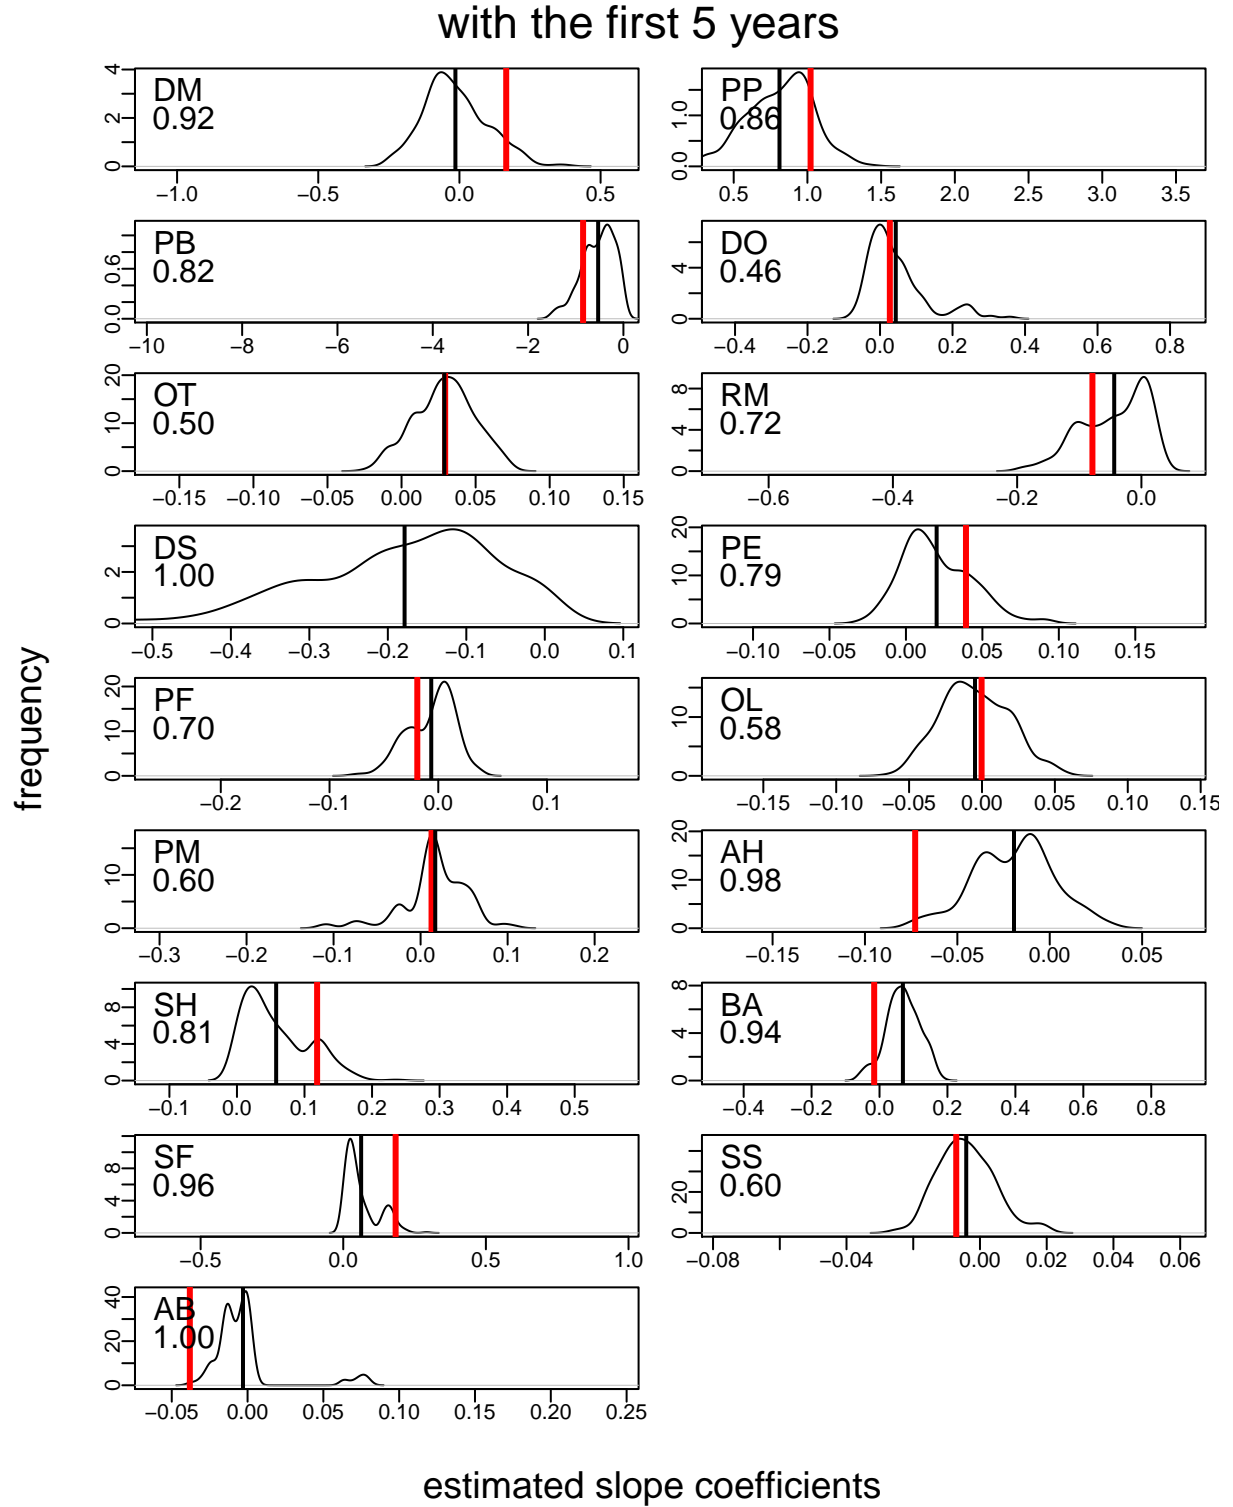 with the first 5 years
DM
0.92
0 2 4
−1.0 −0.5 0.0 0.5
PP
0.86
0.0 1.0
0.5 1.0 1.5 2.0 2.5 3.0 3.5
PB
0.82
0.0 0.6
−10 −8 −6 −4 −2 0
DO
0.46
0 4
−0.4 −0.2 0.0 0.2 0.4 0.6 0.8
OT
0.50
0 10 20
−0.15 −0.10 −0.05 0.00 0.05 0.10 0.15
RM
0.72
0 4 8
−0.6 −0.4 −0.2 0.0
DS
1.00
0 2
−0.5 −0.4 −0.3 −0.2 −0.1 0.0 0.1
PE
0.79
0 10 20
−0.10 −0.05 0.00 0.05 0.10 0.15
PF
0.70
0 10 20
−0.2 −0.1 0.0 0.1
OL
0.58
0 10
−0.15 −0.10 −0.05 0.00 0.05 0.10 0.15
PM
0.60
0 10
−0.3 −0.2 −0.1 0.0 0.1 0.2
AH
0.98
0 10 20
−0.15 −0.10 −0.05 0.00 0.05
SH
0.81
0 4 8
−0.1 0.0 0.1 0.2 0.3 0.4 0.5
BA
0.94
0 4 8
−0.4 −0.2 0.0 0.2 0.4 0.6 0.8
SF
0.96
0 4 8
−0.5 0.0 0.5 1.0
SS
0.60
0 20
−0.08 −0.04 0.00 0.02 0.04 0.06
AB
1.00
0 20 40
−0.05 0.00 0.05 0.10 0.15 0.20 0.25
frequency
estimated slope coefficients